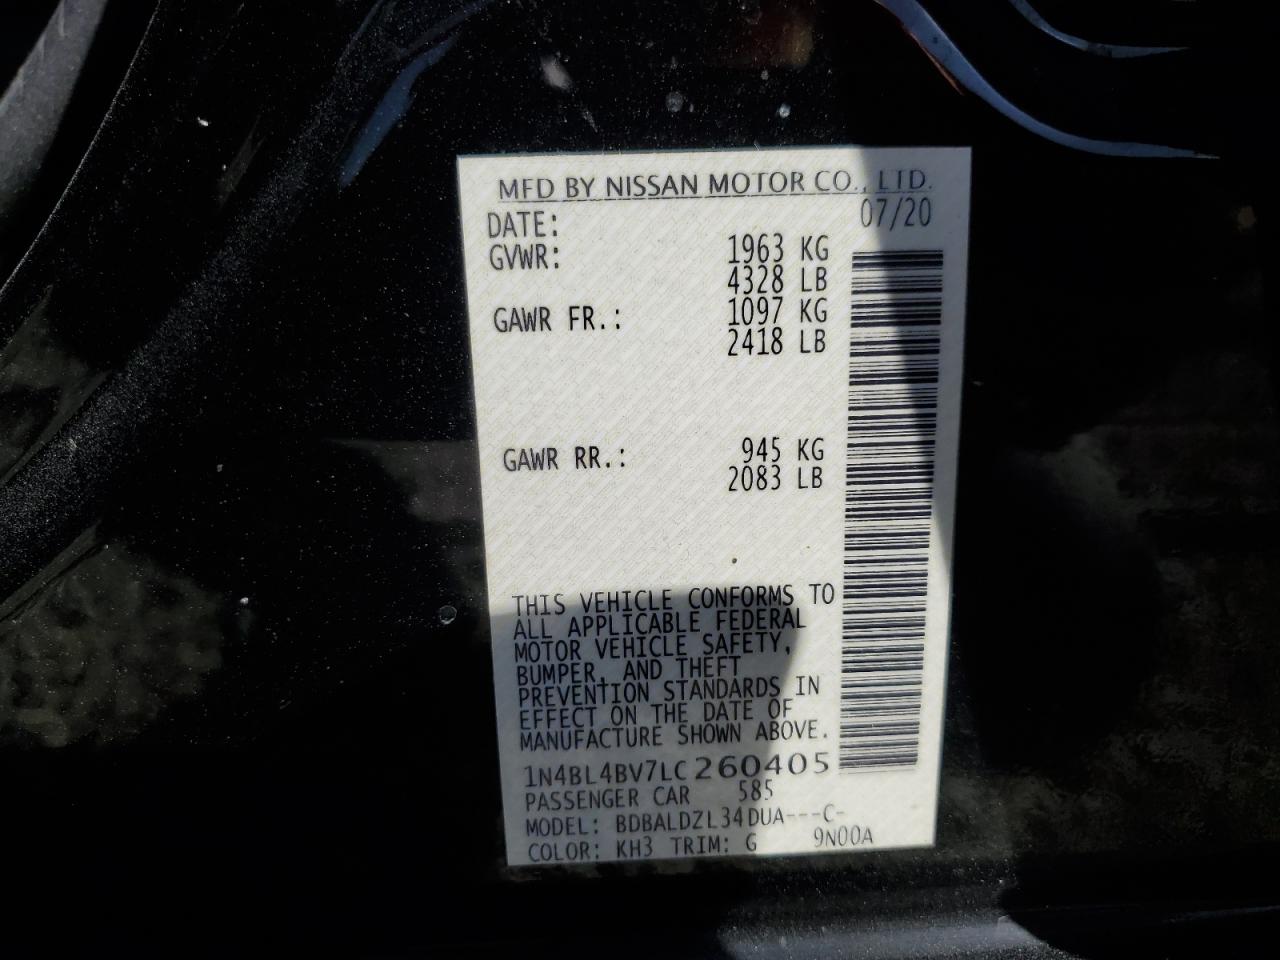 MFD BY NISSAN MOTOR CO., LTD.
DATE: 07/20
GVWR: 1963 KG
4328 LB
GAWR FR.: 1097 KG
2418 LB
GAWR RR.: 945 KG
2083 LB
THIS VEHICLE CONFORMS TO
ALL APPLICABLE FEDERAL
MOTOR VEHICLE SAFETY,
BUMPER, AND THEFT
PREVENTION STANDARDS IN
EFFECT ON THE DATE OF
MANUFACTURE SHOWN ABOVE.
1N4BL4BV7LC260405
PASSENGER CAR 585
MODEL: BDBALDZL34DUA---C-
COLOR: KH3 TRIM: G 9N00A